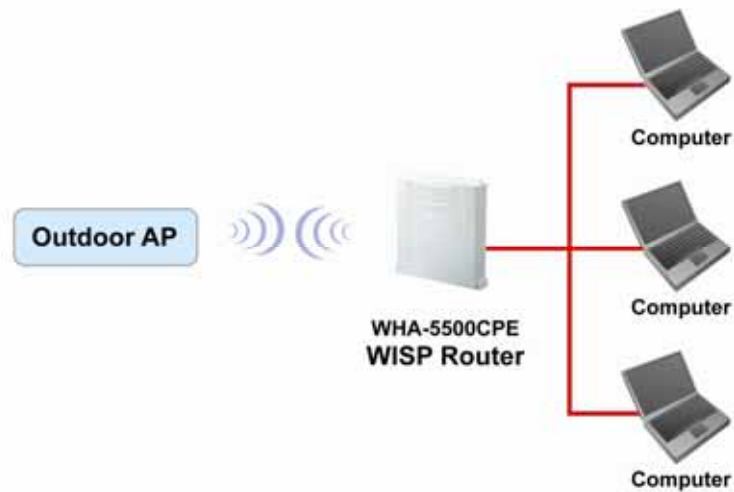 Computer
Outdoor AP
Computer
WHA-5500CPE
WISP Router
Computer